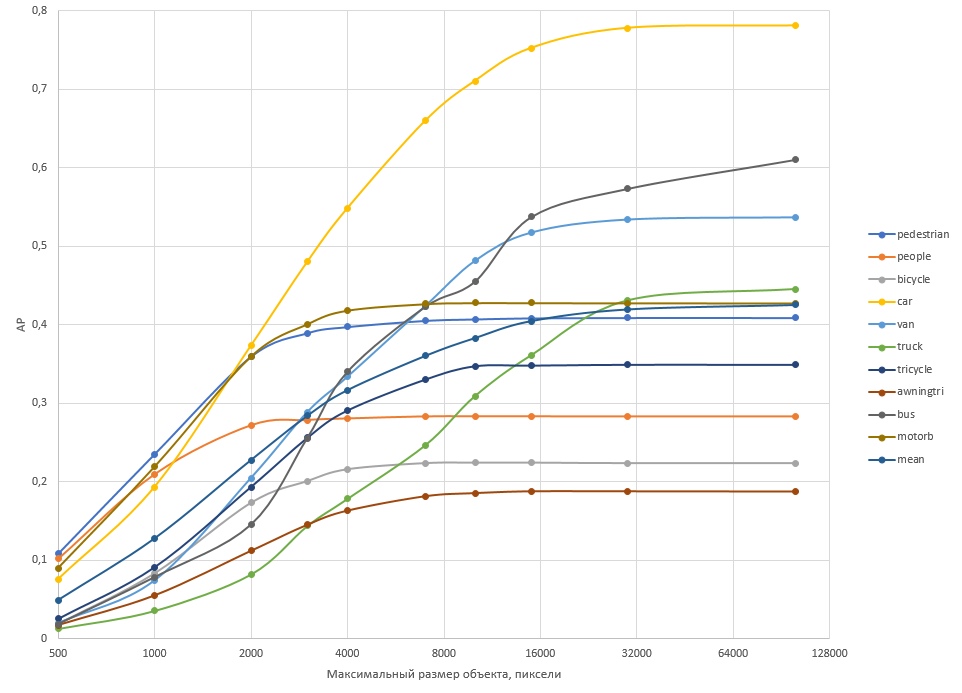 0,8
0,7
0,6
0,5
0,4
0,3
0,2
0,1
0
AP
500 1000 2000 4000 8000 16000 32000 64000 128000
Максимальный размер объекта, пиксели
pedestrian
people
bicycle
car
van
truck
tricycle
awningtri
bus
motorb
mean